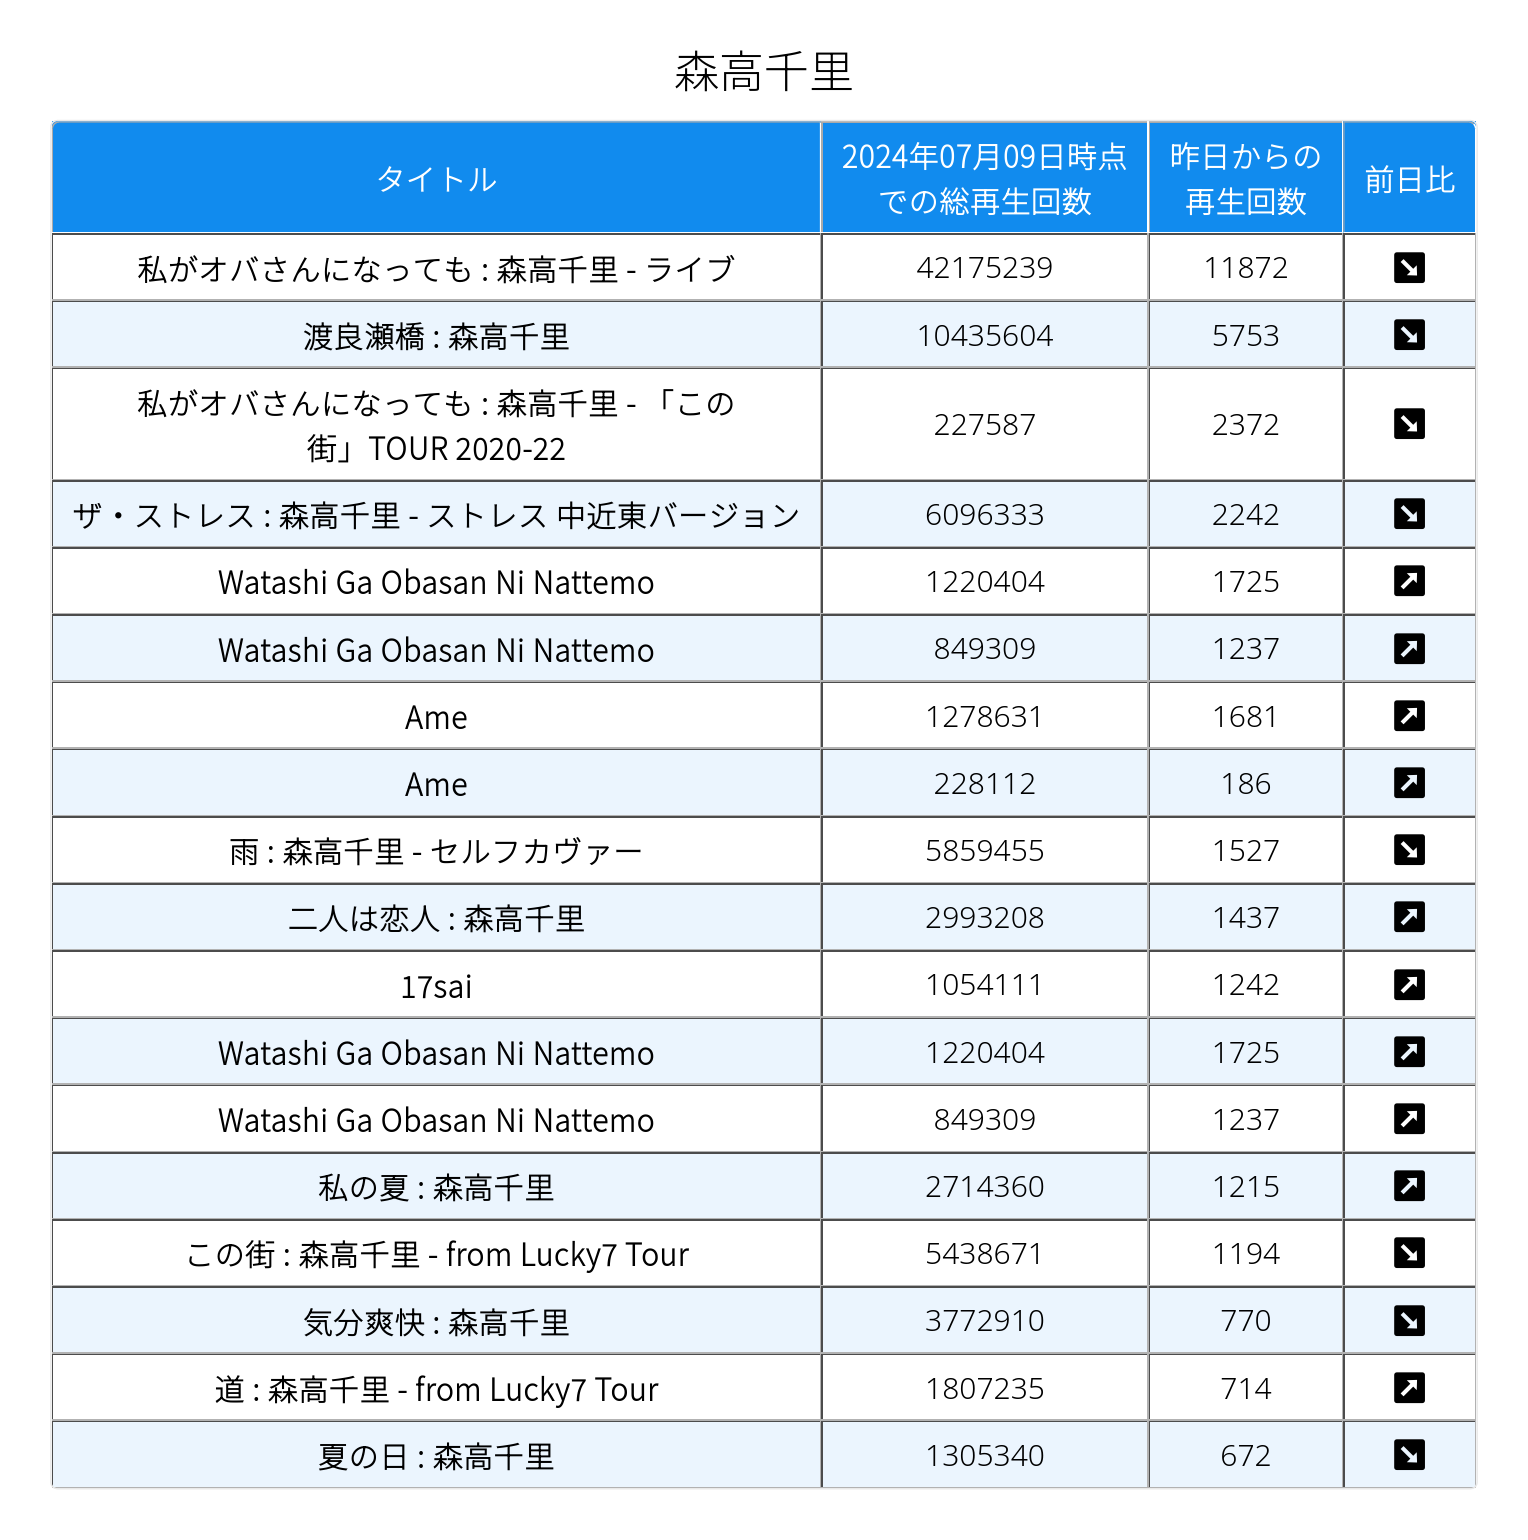 森高千里
タイトル
2024年07月09日時点
での総再生回数
昨日からの
再生回数
前日比
私がオバさんになっても : 森高千里 - ライブ 42175239 11872
渡良瀬橋 : 森高千里 10435604 5753
私がオバさんになっても : 森高千里 - 「この
街」TOUR 2020-22 227587 2372
ザ・ストレス : 森高千里 - ストレス 中近東バージョン 6096333 2242
Watashi Ga Obasan Ni Nattemo 1220404 1725
Watashi Ga Obasan Ni Nattemo 849309 1237
Ame 1278631 1681
Ame 228112 186
雨 : 森高千里 - セルフカヴァー 5859455 1527
二人は恋人 : 森高千里 2993208 1437
17sai 1054111 1242
Watashi Ga Obasan Ni Nattemo 1220404 1725
Watashi Ga Obasan Ni Nattemo 849309 1237
私の夏 : 森高千里 2714360 1215
この街 : 森高千里 - from Lucky7 Tour 5438671 1194
気分爽快 : 森高千里 3772910 770
道 : 森高千里 - from Lucky7 Tour 1807235 714
夏の日 : 森高千里 1305340 672